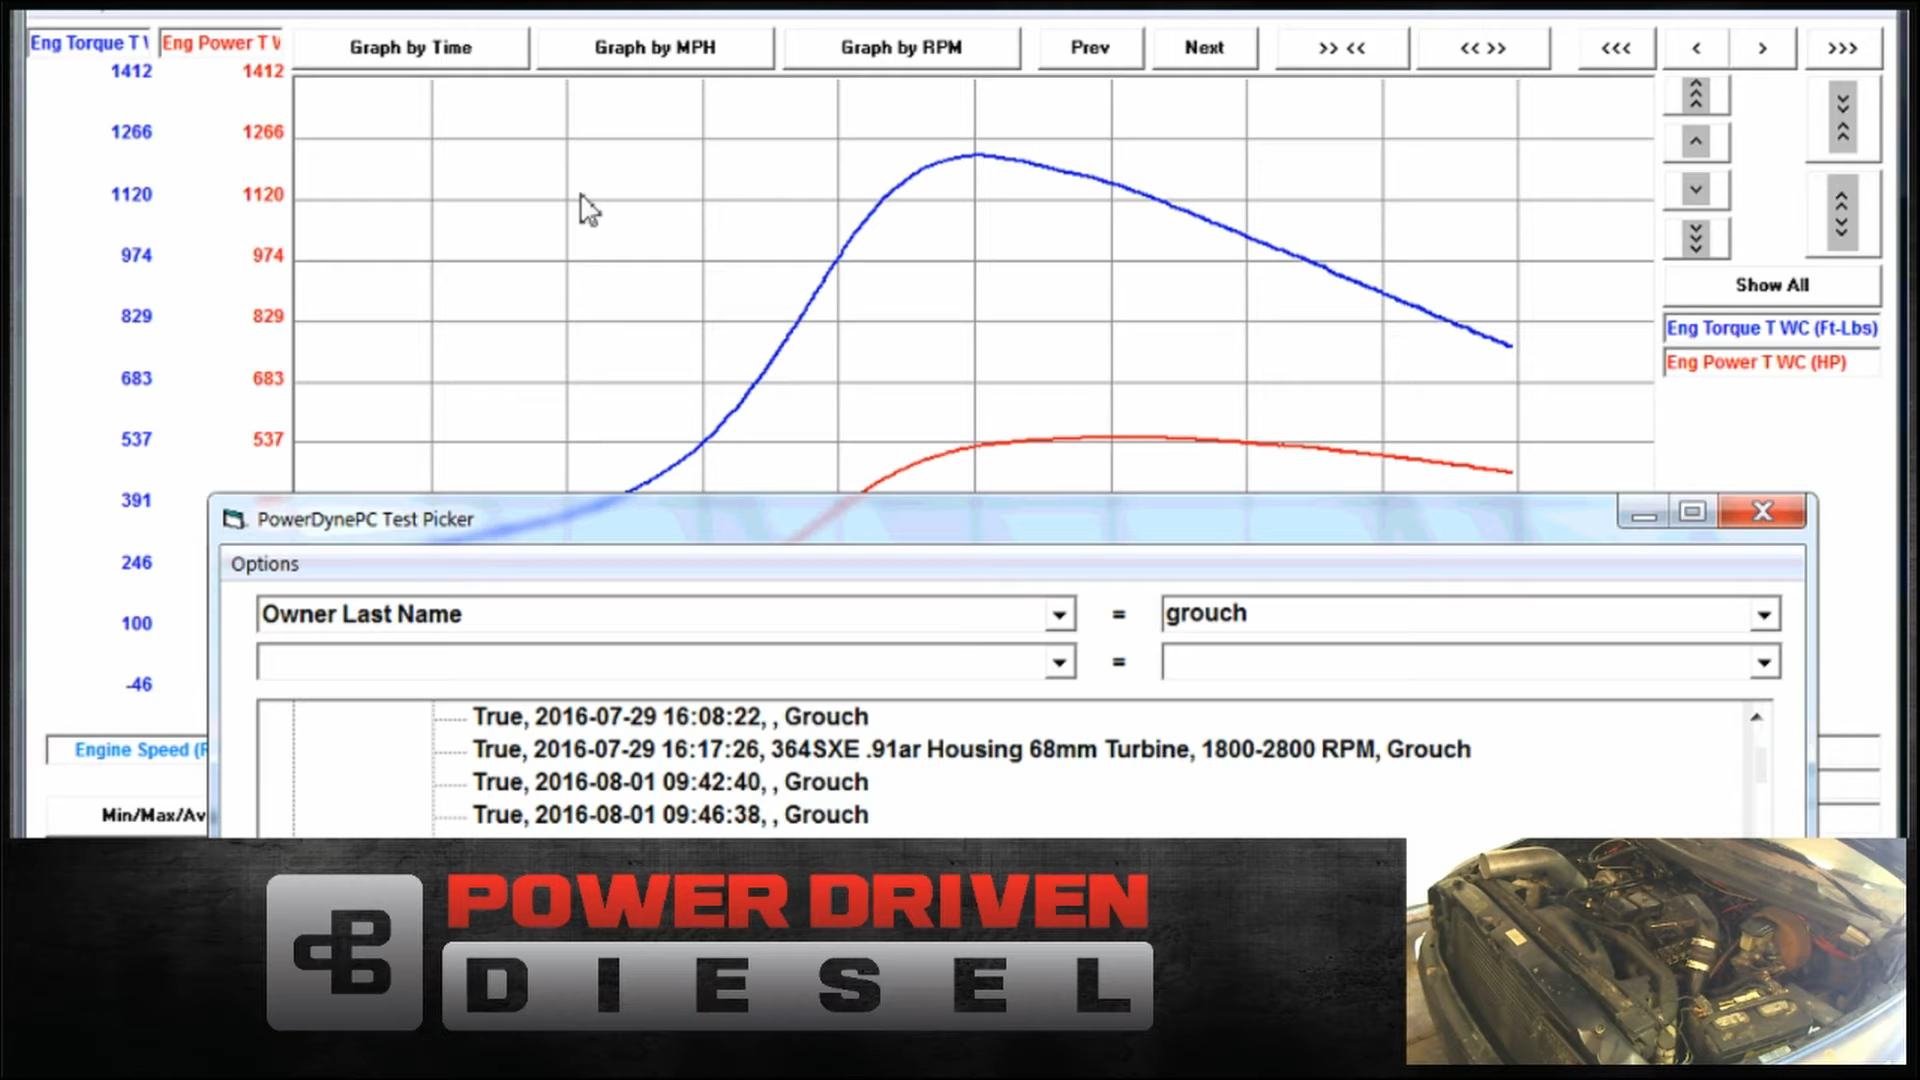 Eng Torque T Eng Power T Graph by Time Graph by MPH Graph by RPM Prev Next >> << << >> <<< < > >>>
1412 1412
1266 1266
1120 1120
974 974
829 829
683 683
537 537
391
246
100
-46
Show All
Eng Torque T WC (Ft-Lbs)
Eng Power T WC (HP)
PowerDynePC Test Picker
Options
Owner Last Name = grouch
=
True, 2016-07-29 16:08:22, , Grouch
True, 2016-07-29 16:17:26, 364SXE .91ar Housing 68mm Turbine, 1800-2800 RPM, Grouch
True, 2016-08-01 09:42:40, , Grouch
True, 2016-08-01 09:46:38, , Grouch
Engine Speed (
Min/Max/Av
POWER DRIVEN
DIESEL